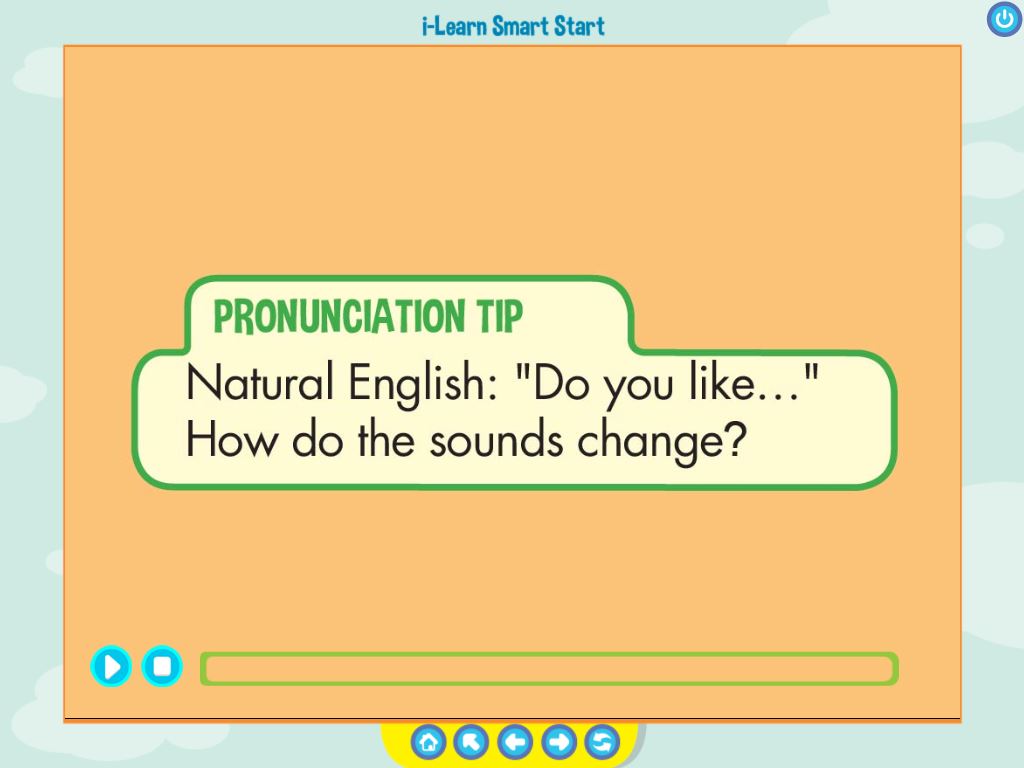 i-Learn Smart Start
PRONUNCIATION TIP
Natural English: "Do you like..."
How do the sounds change?